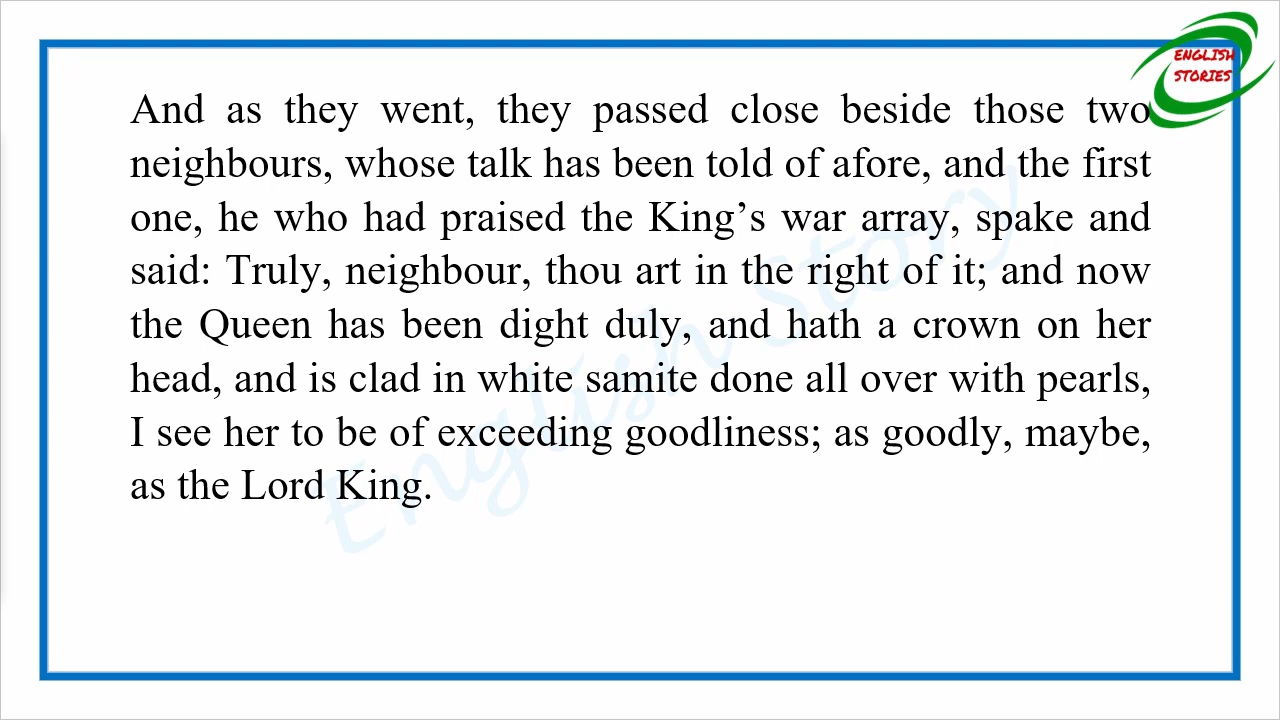 ENGLISH
STORIES
And as they went, they passed close beside those two
neighbours, whose talk has been told of afore, and the first
one, he who had praised the King’s war array, spake and
said: Truly, neighbour, thou art in the right of it; and now
the Queen has been dight duly, and hath a crown on her
head, and is clad in white samite done all over with pearls,
I see her to be of exceeding goodliness; as goodly, maybe,
as the Lord King.
English Story